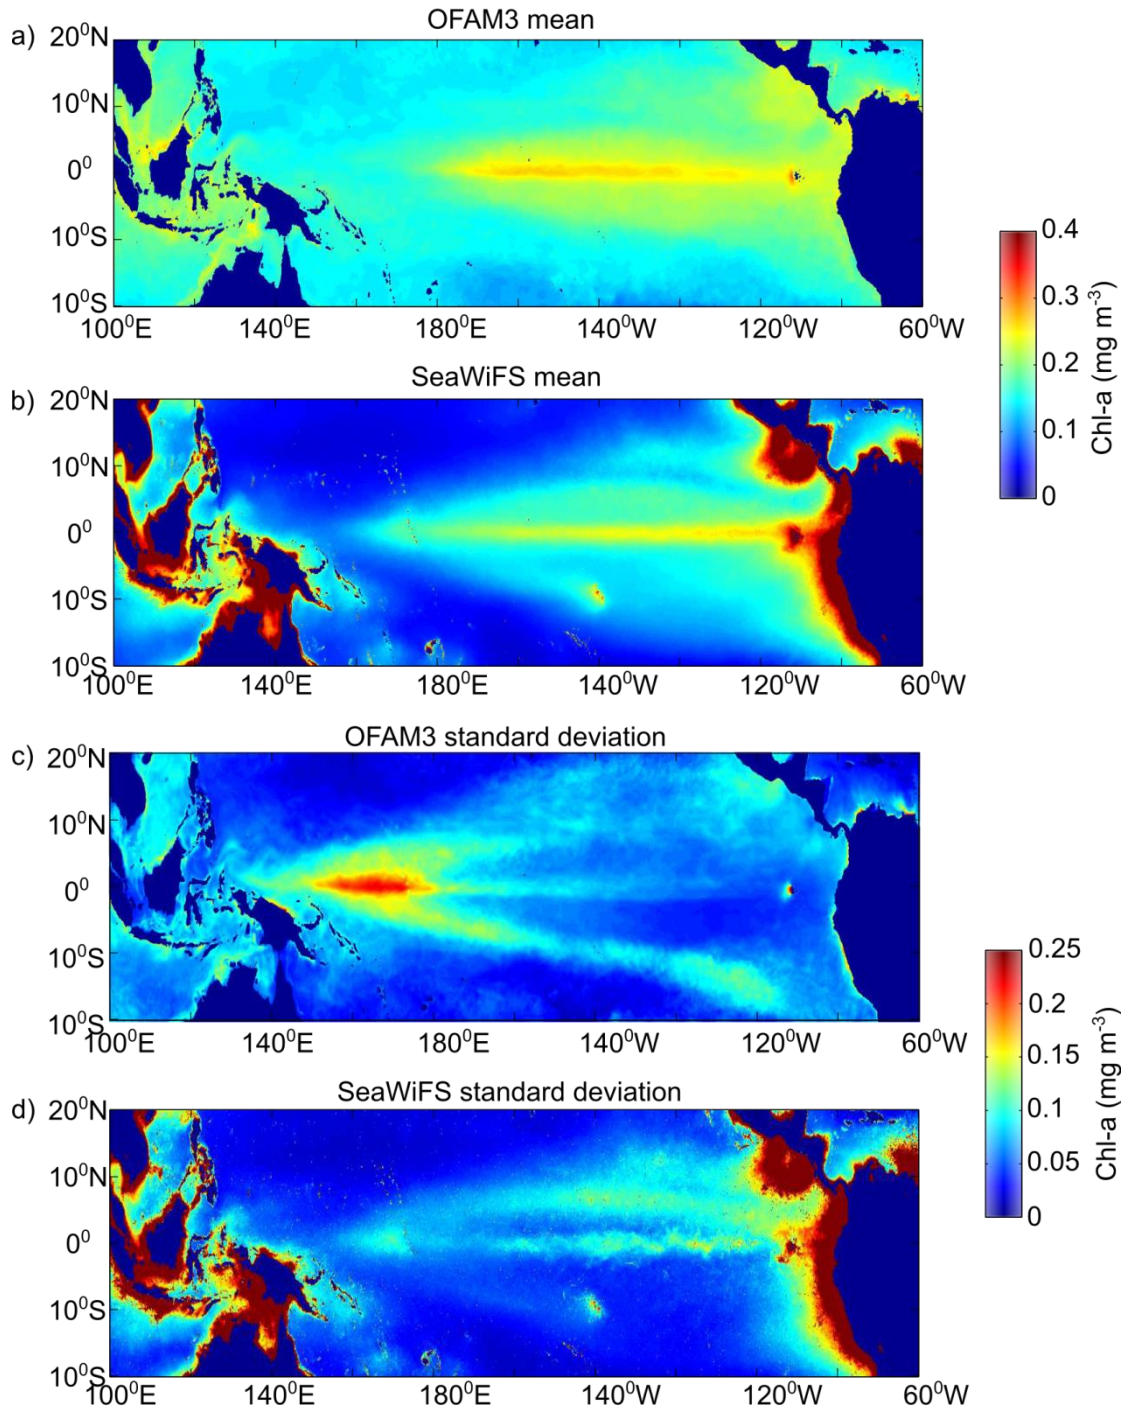 OFAM3 mean
a)
20⁰N
10⁰N
0⁰
10⁰S
10⁰S
100⁰E 140⁰E 180⁰E 140⁰W 120⁰W 60⁰W
SeaWiFS mean
b)
20⁰N
10⁰N
0⁰
10⁰S
10⁰S
100⁰E 140⁰E 180⁰E 140⁰W 120⁰W 60⁰W
0.4
0.3
0.2
0.1
0
Chl-a (mg m⁻³)
OFAM3 standard deviation
c)
20⁰N
10⁰N
0⁰
10⁰S
10⁰S
100⁰E 140⁰E 180⁰E 140⁰W 120⁰W 60⁰W
SeaWiFS standard deviation
d)
20⁰N
10⁰N
0⁰
10⁰S
10⁰S
100⁰E 140⁰E 180⁰E 140⁰W 120⁰W 60⁰W
0.25
0.2
0.15
0.1
0.05
0
Chl-a (mg m⁻³)